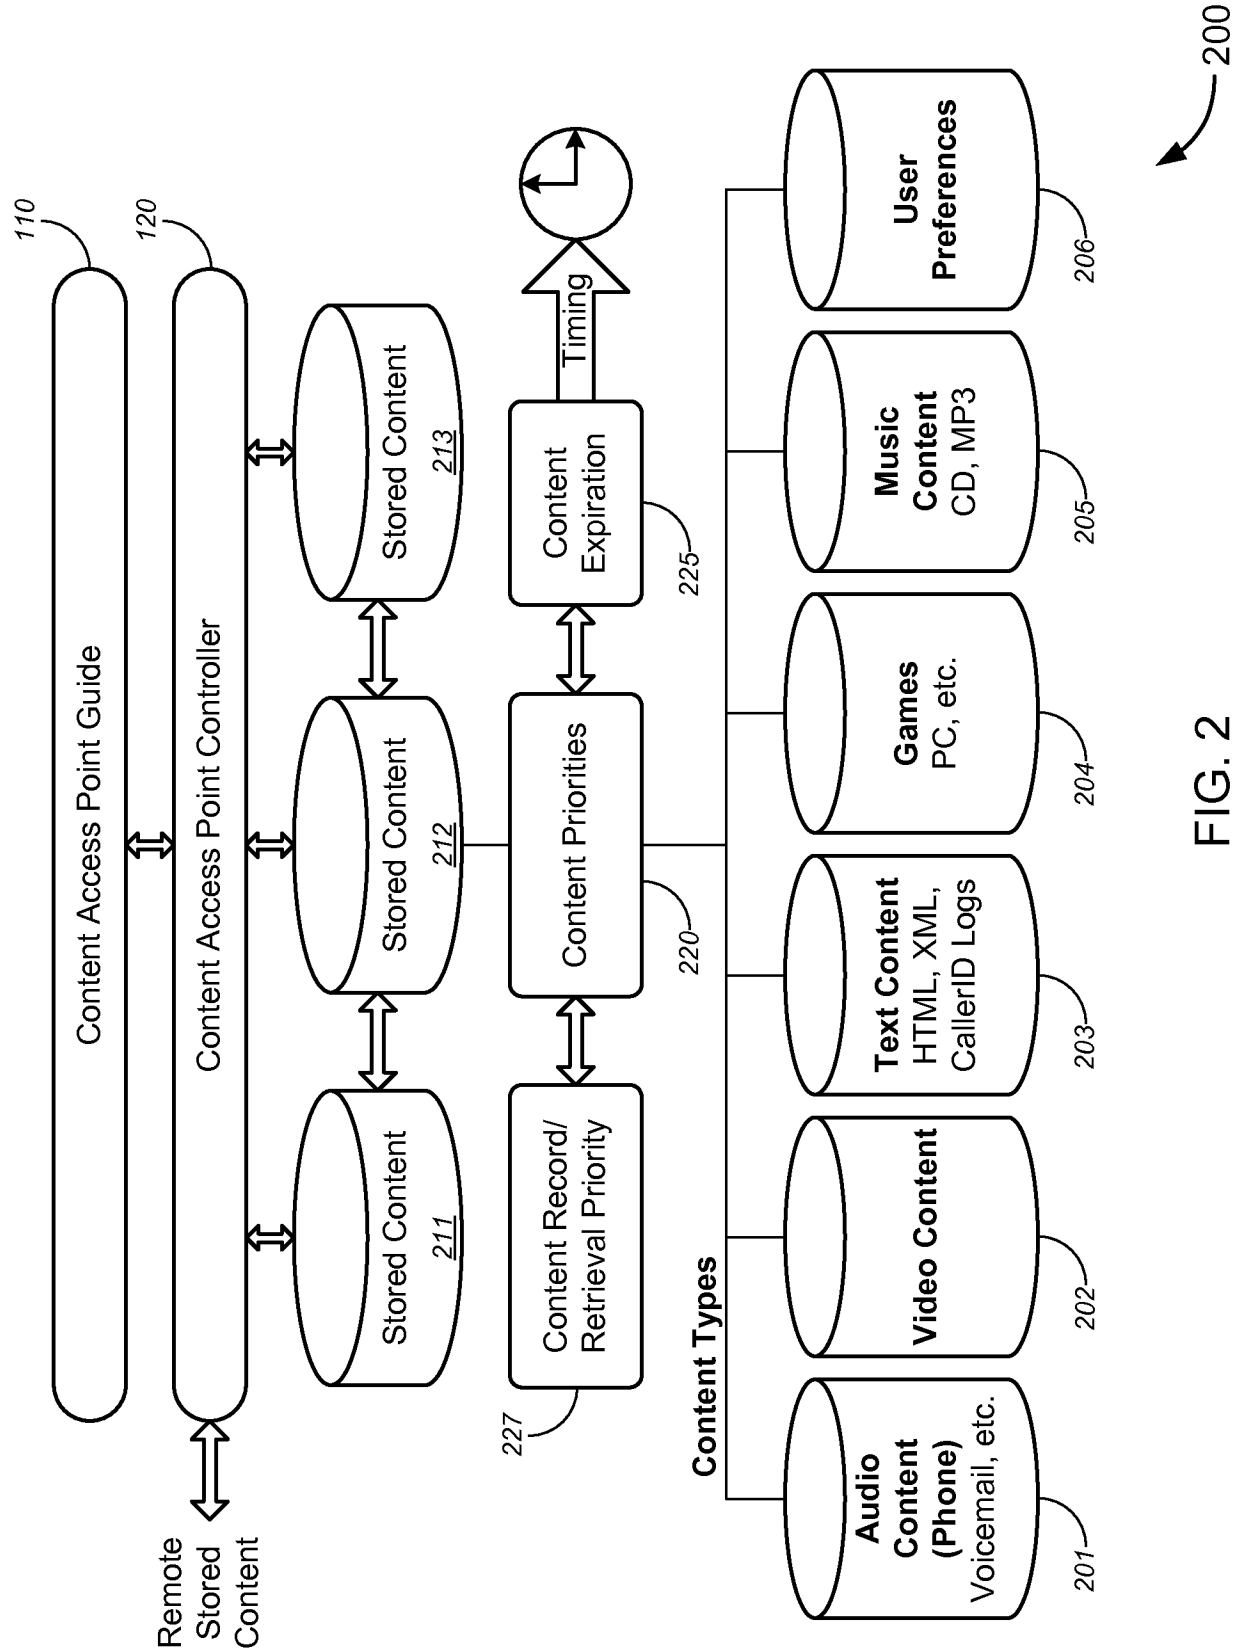 110
Content Access Point Guide
120
Content Access Point Controller
Remote
Stored
Content
Stored Content
211
Stored Content
212
Stored Content
213
227
Content Record/
Retrieval Priority
Content Priorities
220
Content
Expiration
225
Timing
Content Types
Audio
Content
(Phone)
Voicemail, etc.
201
Video Content
202
Text Content
HTML, XML,
CallerID Logs
203
Games
PC, etc.
204
Music
Content
CD, MP3
205
User
Preferences
206
200
FIG. 2